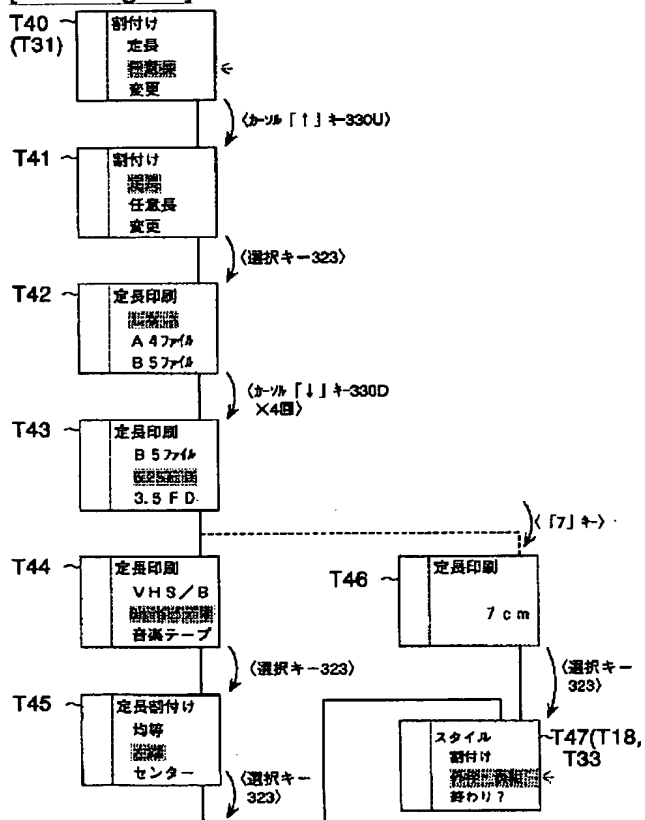 T40
(T31)
割付け
定長
変更
〈カーソル「↑」キー330U〉
T41
割付け
任意長
変更
〈選択キー323〉
T42
定長印刷
A4ファイル
B5ファイル
〈カーソル「↓」キー330D
×4回〉
T43
定長印刷
B5ファイル
3.5FD
〈「7」キー〉
T44
定長印刷
VHS/B
音楽テープ
〈選択キー323〉
T46
定長印刷
7cm
〈選択キー
323〉
T45
定長割付け
均等
センター
〈選択キー
323〉
T47(T18,
T33
スタイル
割付け
終わり?